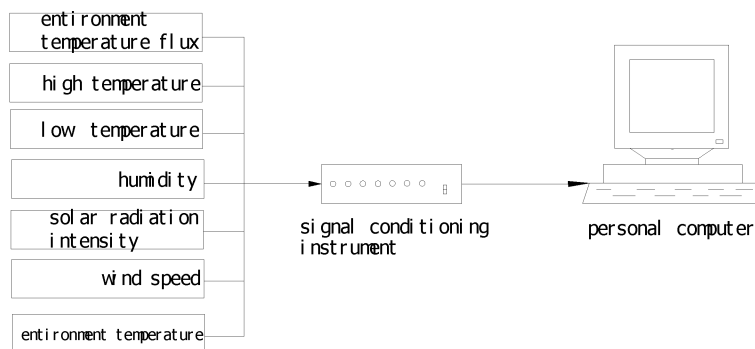 entironment
temperature flux
high temperature
low temperature
humidity
solar radiation
intensity
wind speed
entironment temperature
signal conditioning
instrument
personal computer